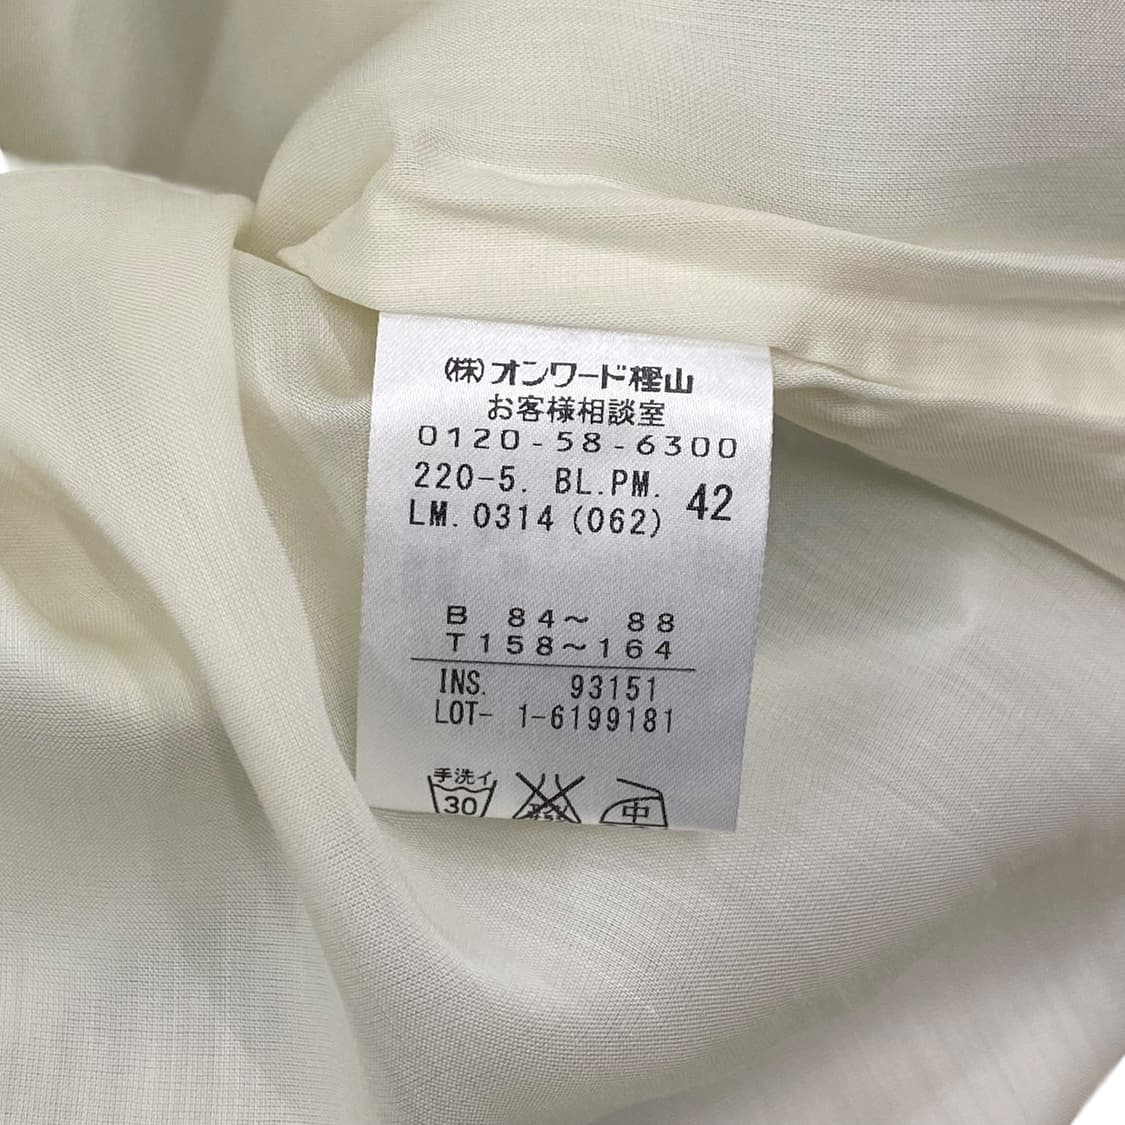 (株)オンワード樫山
お客様相談室
0120-58-6300
220-5. BL.PM. 42
LM.0314(062)
B 84〜 88
T158〜164
INS. 93151
LOT- 1-6199181
手洗イ
30
中